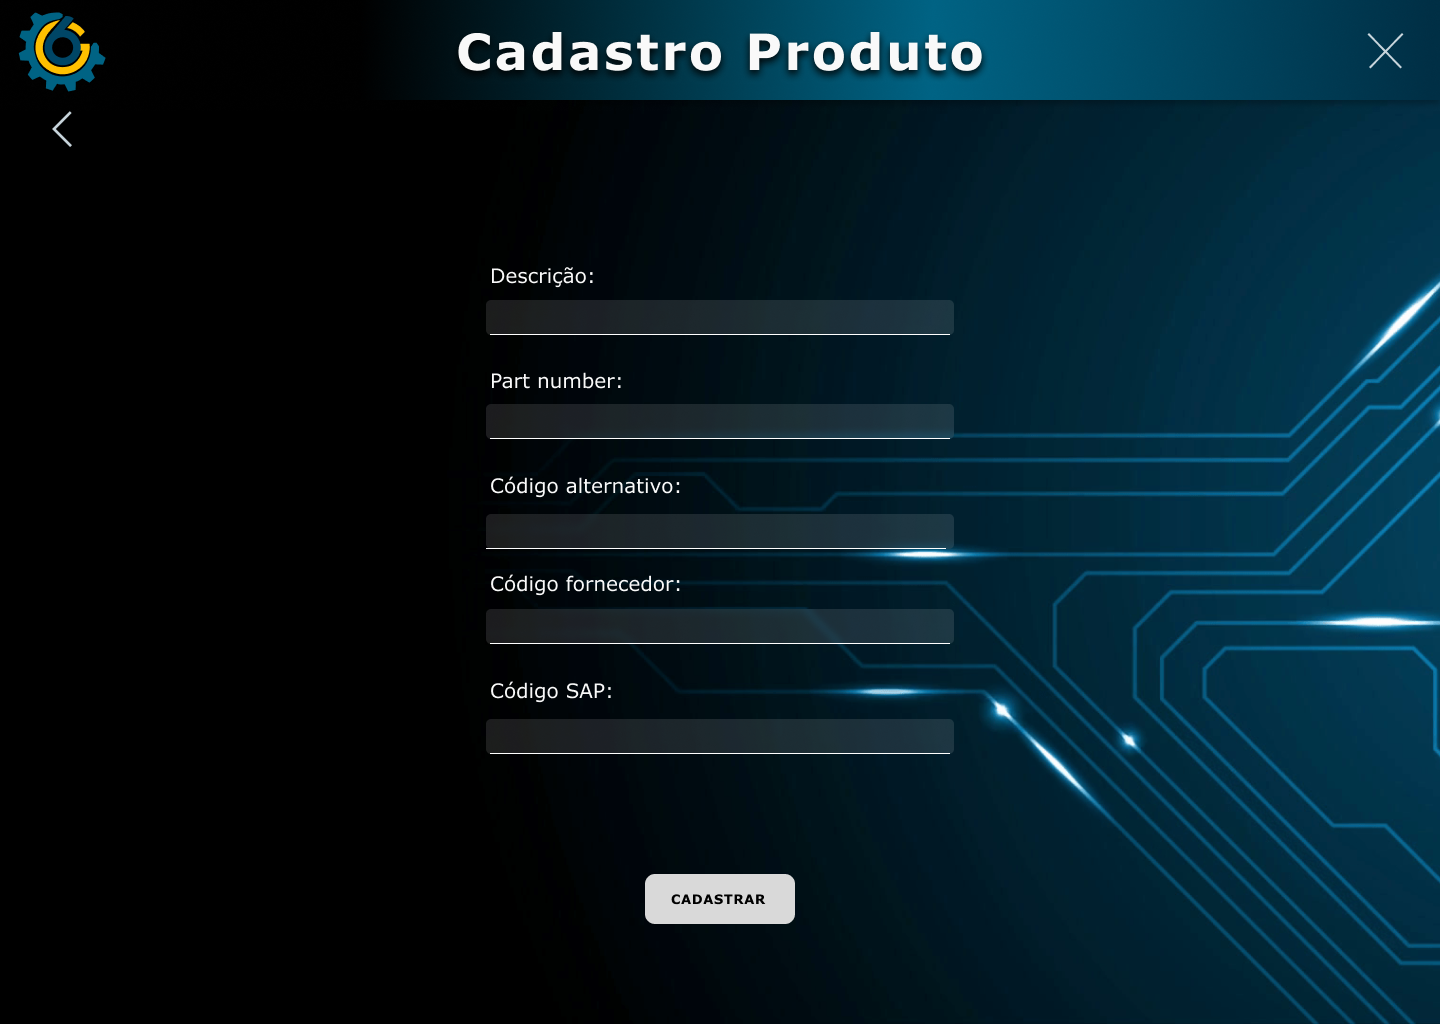 Cadastro Produto
Descrição:
Part number:
Código alternativo:
Código fornecedor:
Código SAP:
CADASTRAR